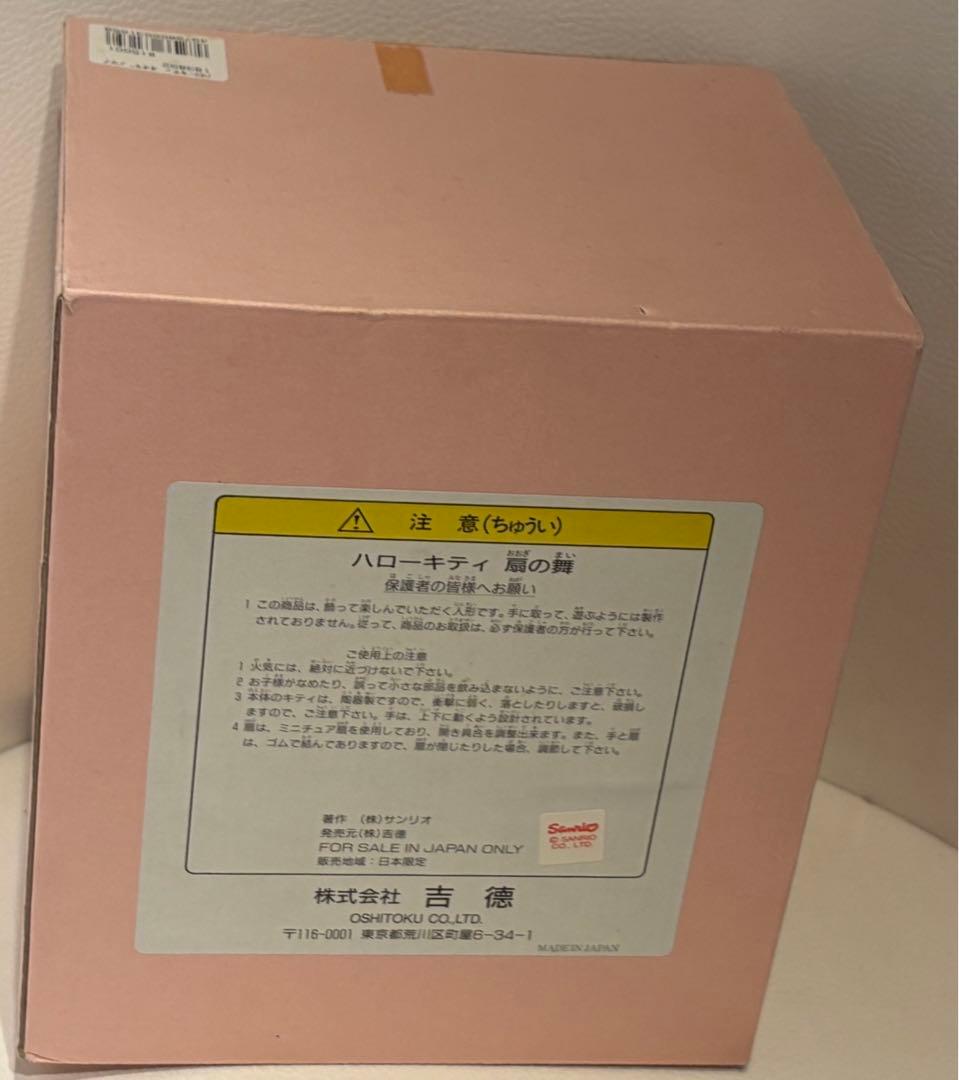 注 意(ちゅうい)
ハローキティ 扇の舞
保護者の皆様へお願い
1 この商品は、飾って楽しんでいただく人形です。手に取って、遊ぶようには製作
されておりません。従って、商品のお取扱は、必ず保護者の方が行って下さい。
ご使用上の注意
1 火気には、絶対に近づけないで下さい。
2 お子様がなめたり、誤って小さな部品を飲み込まないように、ご注意下さい。
3 本体のキティは、陶器製ですので、衝撃に弱く、落としたりしますと、破損し
ますので、ご注意下さい。手は、上下に動くよう設計されています。
4 扇は、ミニチュア扇を使用しており、開き具合を調整出来ます。また、手と扇
は、ゴムで結んでありますので、扇が閉じたりした場合、調節して下さい。
著作 (株)サンリオ
発売元(株)吉徳
FOR SALE IN JAPAN ONLY
販売地域:日本限定
Sanrio
© SANRIO
CO., LTD.
株式会社 吉 德
OSHITOKU CO.,LTD.
〒116-0001 東京都荒川区町屋6-34-1
MADE IN JAPAN